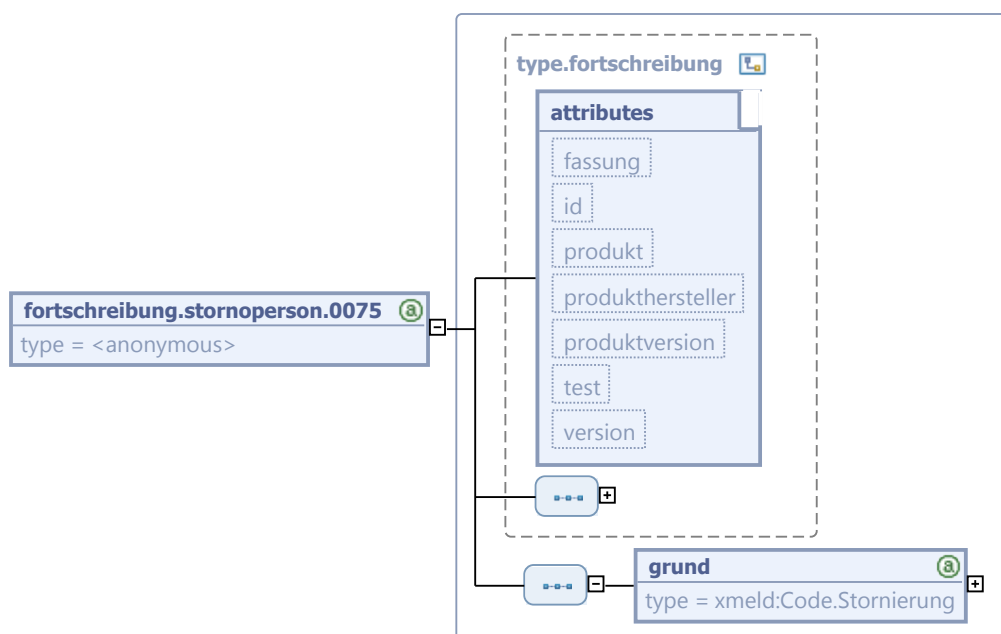 type.fortschreibung
attributes
fassung
id
produkt
produkthersteller
produktversion
test
version
fortschreibung.stornoperson.0075
type = <anonymous>
grund
type = xmeld:Code.Stornierung